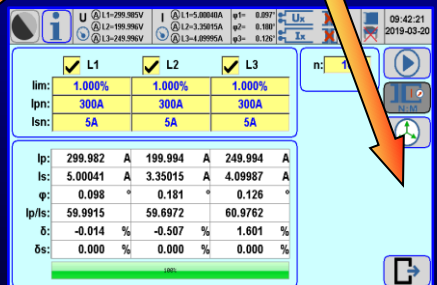 U L1=299.985V I L1=5.00040A φ1= 0.097° Ux 09:42:21
L2=199.996V L2=3.35015A φ2= 0.180° 2019-03-20
L3=249.996V L3=4.09995A φ3= 0.126° Ix
L1 L2 L3 n: 1
lim: 1.000% 1.000% 1.000%
Ipn: 300A 300A 300A
Isn: 5A 5A 5A
N:M
Ip: 299.982 A 199.994 A 249.994 A
Is: 5.00041 A 3.35015 A 4.09987 A
φ: 0.098 ° 0.181 ° 0.126 °
Ip/Is: 59.9915 59.6972 60.9762
δ: -0.014 % -0.507 % 1.601 %
δs: 0.000 % 0.000 % 0.000 %
100%